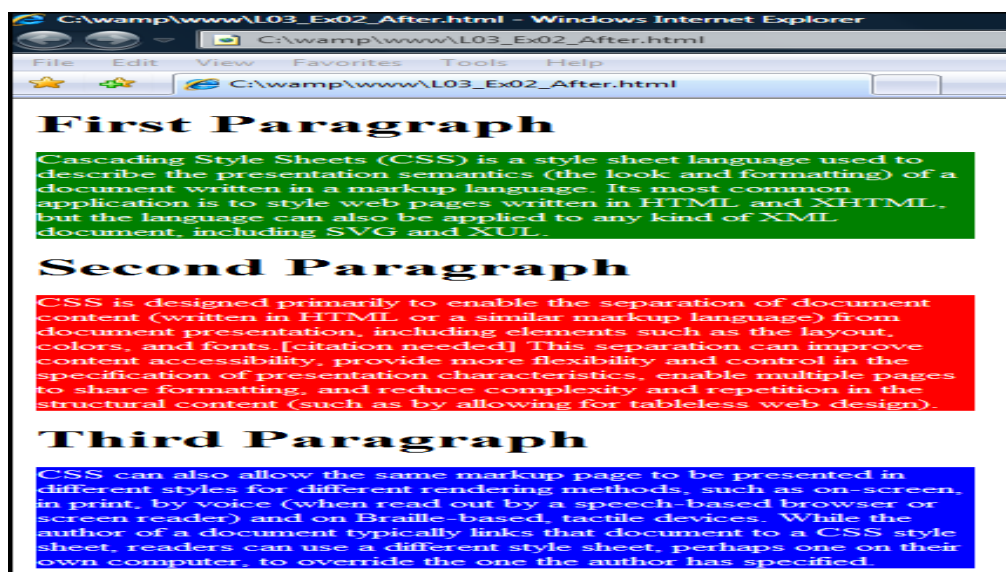 C:\wamp\www\L03_Ex02_After.html - Windows Internet Explorer
C:\wamp\www\L03_Ex02_After.html
File Edit View Favorites Tools Help
C:\wamp\www\L03_Ex02_After.html
First Paragraph
Cascading Style Sheets (CSS) is a style sheet language used to
describe the presentation semantics (the look and formatting) of a
document written in a markup language. Its most common
application is to style web pages written in HTML and XHTML,
but the language can also be applied to any kind of XML
document, including SVG and XUL.
Second Paragraph
CSS is designed primarily to enable the separation of document
content (written in HTML or a similar markup language) from
document presentation, including elements such as the layout,
colors, and fonts.[citation needed] This separation can improve
content accessibility, provide more flexibility and control in the
specification of presentation characteristics, enable multiple pages
to share formatting, and reduce complexity and repetition in the
structural content (such as by allowing for tableless web design).
Third Paragraph
CSS can also allow the same markup page to be presented in
different styles for different rendering methods, such as on-screen,
in print, by voice (when read out by a speech-based browser or
screen reader) and on Braille-based, tactile devices. While the
author of a document typically links that document to a CSS style
sheet, readers can use a different style sheet, perhaps one on their
own computer, to override the one the author has specified.